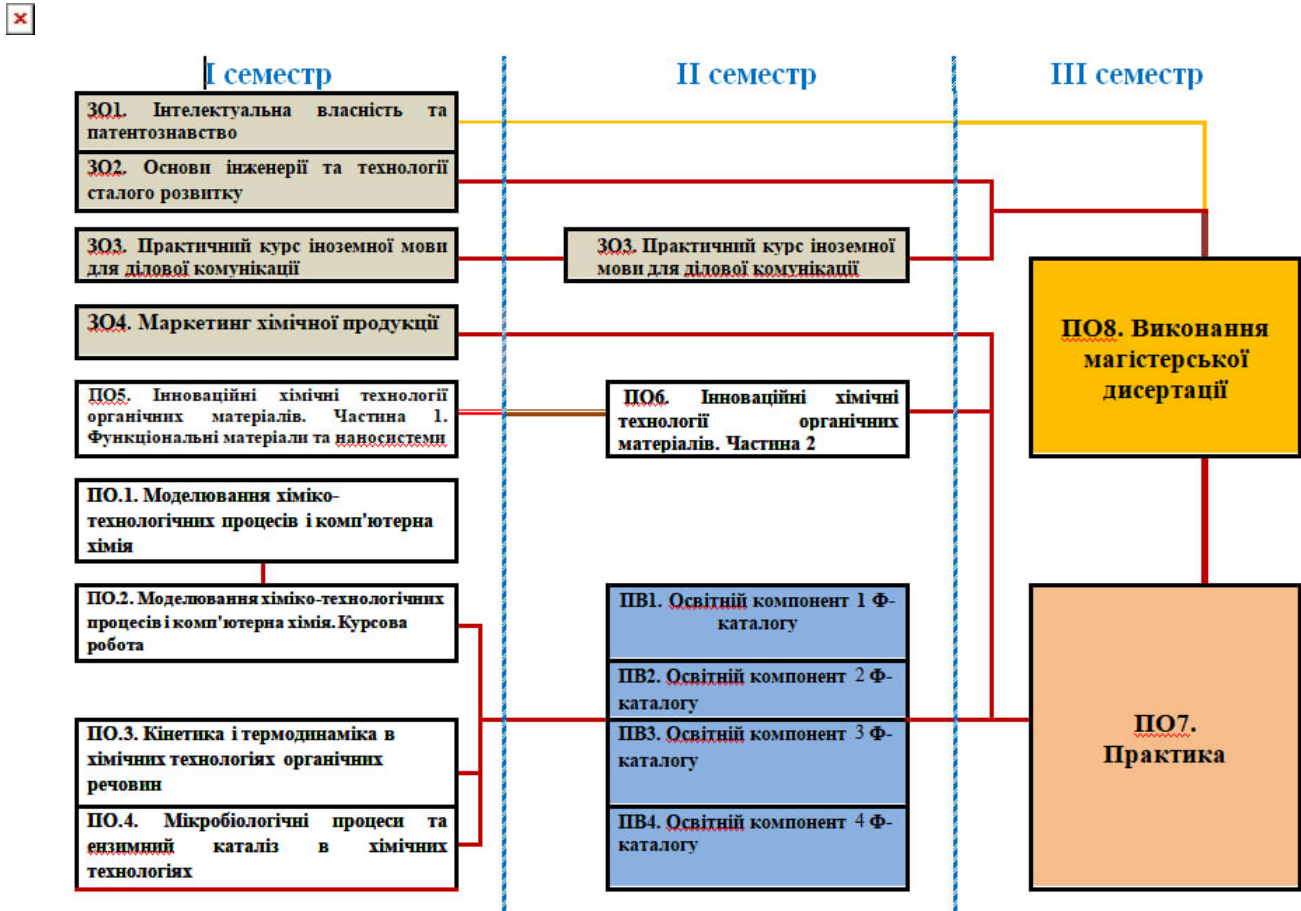 І семестр
ІІ семестр
ІІІ семестр
ЗО1. Інтелектуальна власність та
патентознавство
ЗО2. Основи інженерії та технології
сталого розвитку
ЗО3. Практичний курс іноземної мови
для ділової комунікації
ЗО3. Практичний курс іноземної
мови для ділової комунікації
ЗО4. Маркетинг хімічної продукції
ПО8. Виконання
магістерської
дисертації
ПО5. Інноваційні хімічні технології
органічних матеріалів. Частина 1.
Функціональні матеріали та наносистеми
ПО6. Інноваційні хімічні
технології органічних
матеріалів. Частина 2
ПО.1. Моделювання хіміко-
технологічних процесів і комп'ютерна
хімія
ПО.2. Моделювання хіміко-технологічних
процесів і комп'ютерна хімія. Курсова
робота
ПВ1. Освітній компонент 1 Ф-
каталогу
ПВ2. Освітній компонент 2 Ф-
каталогу
ПО.3. Кінетика і термодинаміка в
хімічних технологіях органічних
речовин
ПВ3. Освітній компонент 3 Ф-
каталогу
ПО7.
Практика
ПО.4. Мікробіологічні процеси та
ензимний каталіз в хімічних
технологіях
ПВ4. Освітній компонент 4 Ф-
каталогу